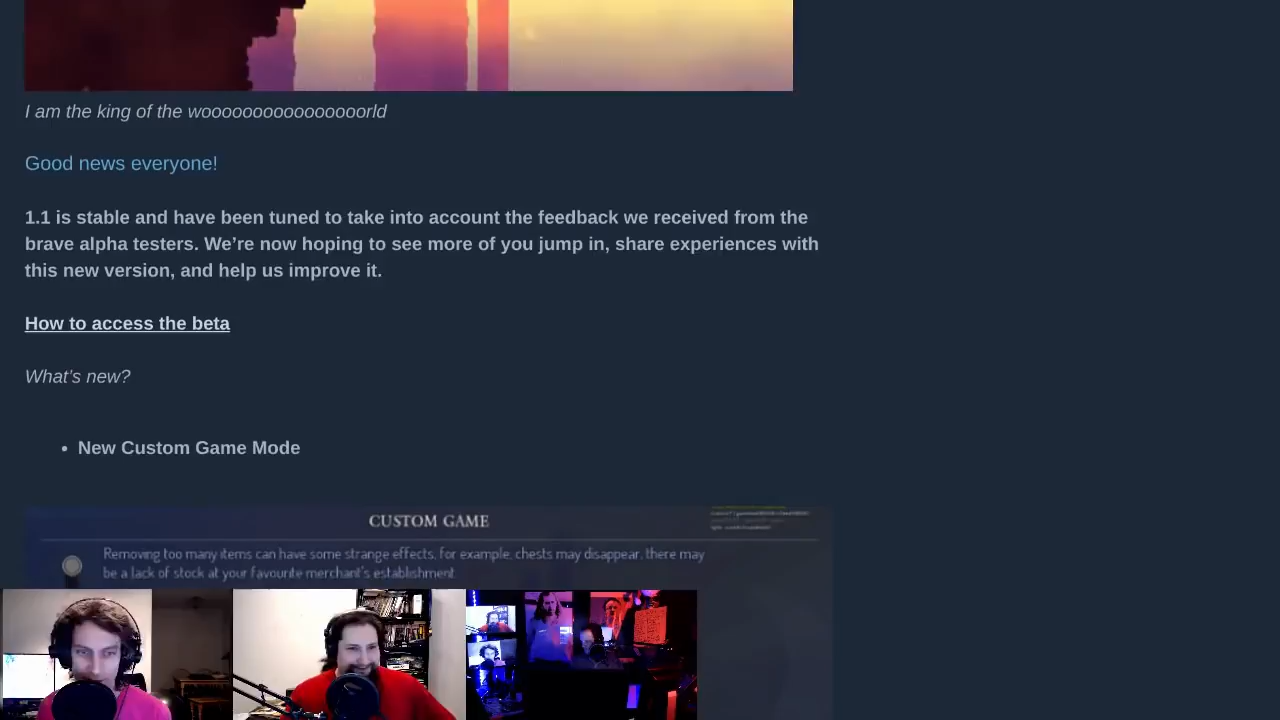 I am the king of the woooooooooooooooorld
Good news everyone!
1.1 is stable and have been tuned to take into account the feedback we received from the
brave alpha testers. We’re now hoping to see more of you jump in, share experiences with
this new version, and help us improve it.
How to access the beta
What’s new?
• New Custom Game Mode
CUSTOM GAME
Removing too many items can have some strange effects, for example, chests may disappear, there may
be a lack of stock at your favourite merchant's establishment.